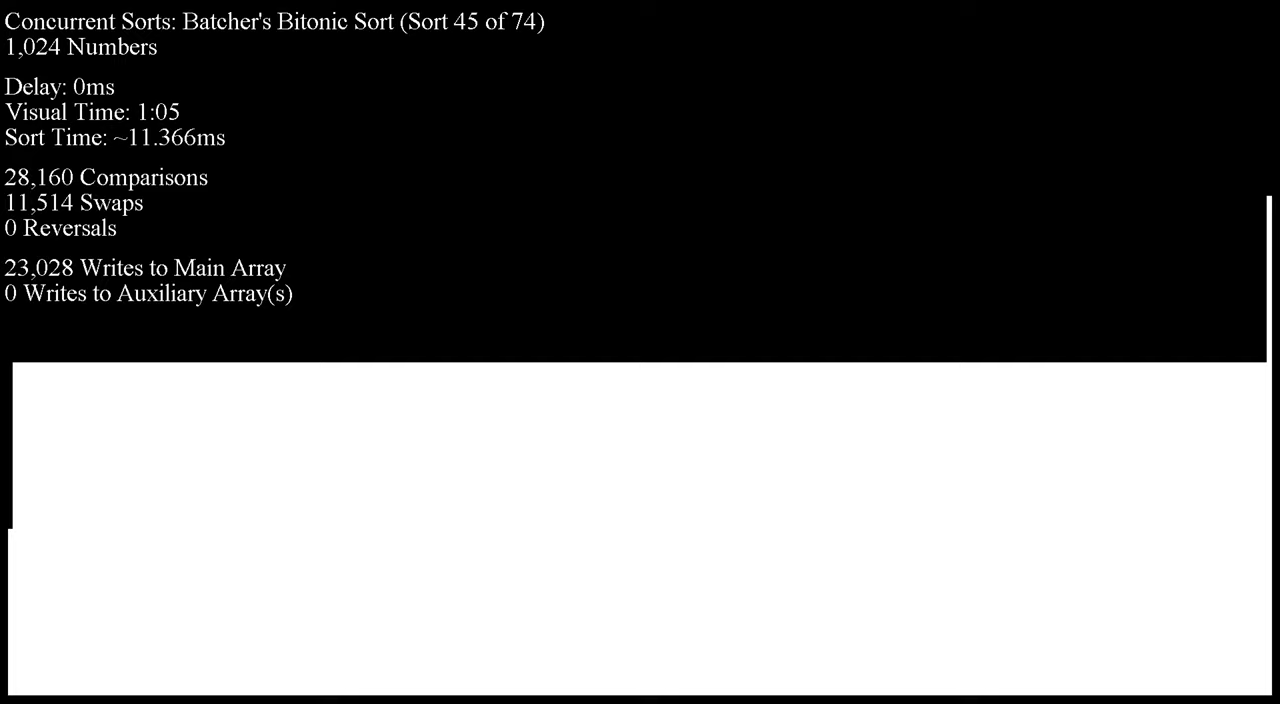 Concurrent Sorts: Batcher's Bitonic Sort (Sort 45 of 74)
1,024 Numbers
Delay: 0ms
Visual Time: 1:05
Sort Time: ~11.366ms
28,160 Comparisons
11,514 Swaps
0 Reversals
23,028 Writes to Main Array
0 Writes to Auxiliary Array(s)